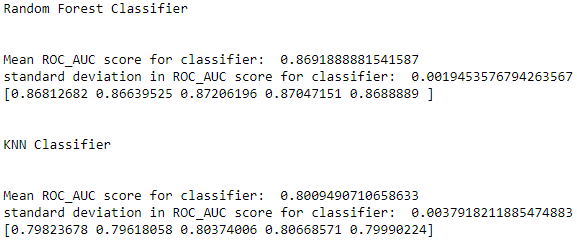 Random Forest Classifier
Mean ROC_AUC score for classifier:  0.8691888881541587
standard deviation in ROC_AUC score for classifier:  0.0019453576794263567
[0.86812682 0.86639525 0.87206196 0.87047151 0.8688889 ]
KNN Classifier
Mean ROC_AUC score for classifier:  0.8009490710658633
standard deviation in ROC_AUC score for classifier:  0.0037918211885474883
[0.79823678 0.79618058 0.80374006 0.80668571 0.79990224]